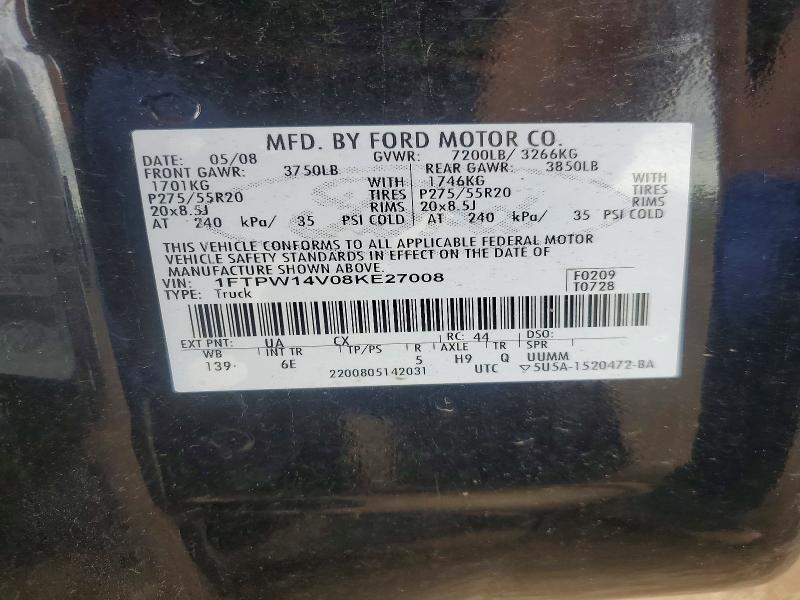 MFD. BY FORD MOTOR CO.
DATE: 05/08 GVWR: 7200LB/ 3266KG
FRONT GAWR: 3750LB REAR GAWR: 3850LB
1701KG WITH 1746KG WITH
P275/55R20 TIRES P275/55R20 TIRES
20x8.5J RIMS 20x8.5J RIMS
AT 240 kPa/ 35 PSI COLD AT 240 kPa/ 35 PSI COLD
THIS VEHICLE CONFORMS TO ALL APPLICABLE FEDERAL MOTOR
VEHICLE SAFETY STANDARDS IN EFFECT ON THE DATE OF
MANUFACTURE SHOWN ABOVE.
VIN: 1FTPW14V08KE27008 F0209
TYPE: Truck T0728
EXT PNT: UA CX RC: 44 DSO:
WB INT TR TP/PS R AXLE TR SPR
139 6E 5 H9 Q UUMM
2200805142031 UTC ▽5U5A-1520472-BA